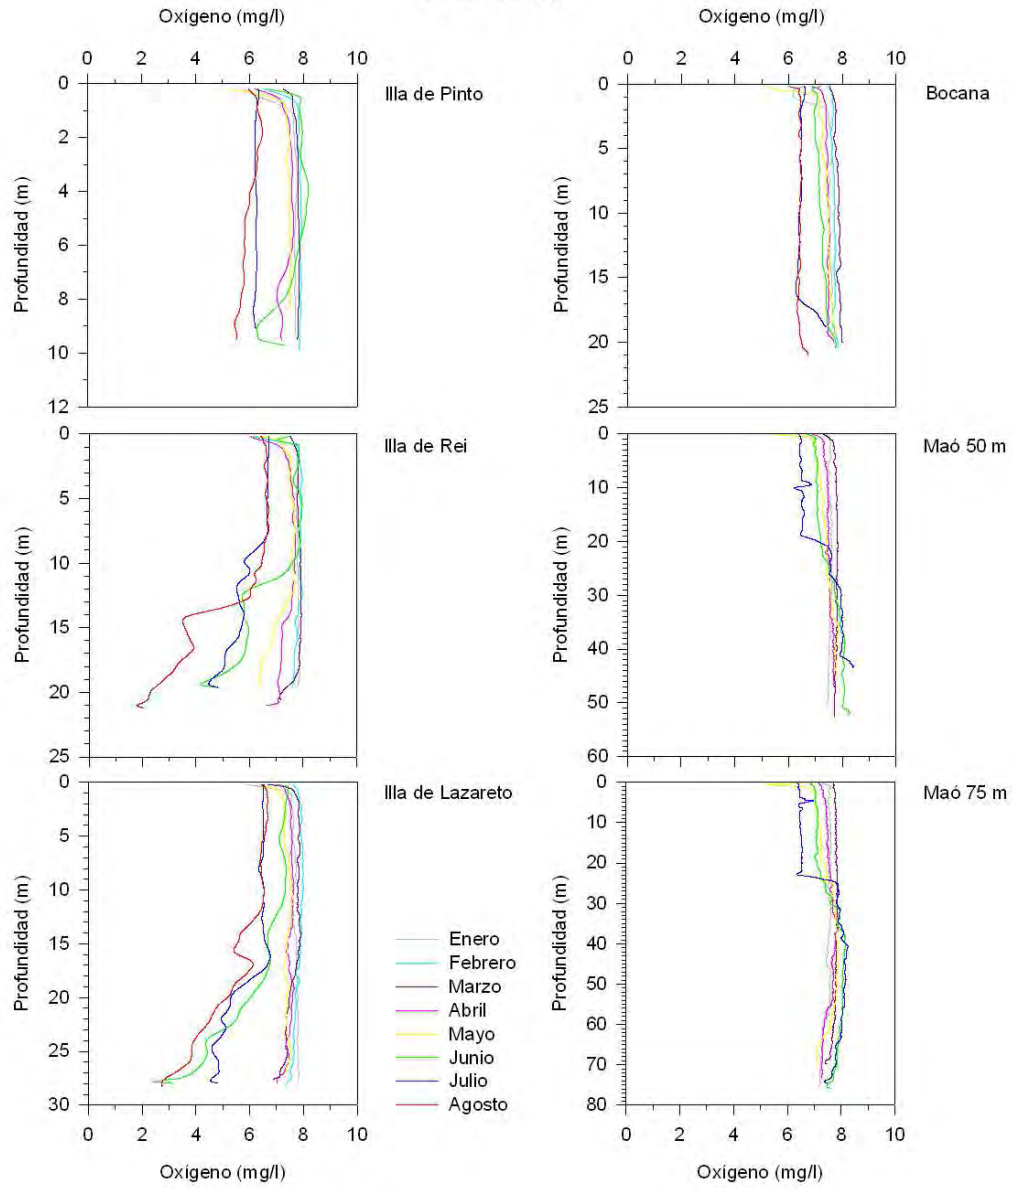 Oxígeno (mg/l)
0 2 4 6 8 10
0
2
4
6
8
10
12
Profundidad (m)
Illa de Pinto
Oxígeno (mg/l)
0 2 4 6 8 10
0
5
10
15
20
25
Profundidad (m)
Bocana
0
5
10
15
20
25
Profundidad (m)
Illa de Rei
0
10
20
30
40
50
60
Profundidad (m)
Maó 50 m
0
5
10
15
20
25
30
Profundidad (m)
Illa de Lazareto
0 2 4 6 8 10
Oxígeno (mg/l)
Enero
Febrero
Marzo
Abril
Mayo
Junio
Julio
Agosto
0
10
20
30
40
50
60
70
80
Profundidad (m)
Maó 75 m
0 2 4 6 8 10
Oxígeno (mg/l)